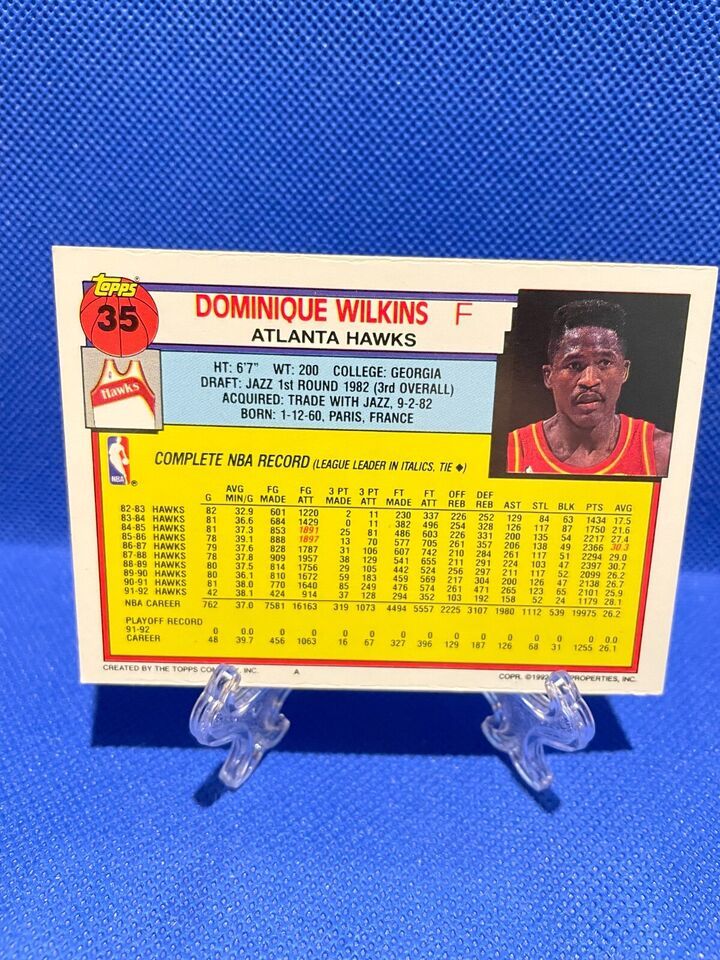 Topps
35
DOMINIQUE WILKINS F
ATLANTA HAWKS
Hawks
HT: 6'7" WT: 200 COLLEGE: GEORGIA
DRAFT: JAZZ 1st ROUND 1982 (3rd OVERALL)
ACQUIRED: TRADE WITH JAZZ, 9-2-82
BORN: 1-12-60, PARIS, FRANCE
NBA
COMPLETE NBA RECORD (LEAGUE LEADER IN ITALICS, TIE ◆)
G AVG MIN/G FG MADE FG ATT 3 PT MADE 3 PT ATT FT MADE FT ATT OFF REB DEF REB AST STL BLK PTS AVG
82-83 HAWKS 82 32.9 601 1220 2 11 230 337 226 252 129 84 63 1434 17.5
83-84 HAWKS 81 36.6 684 1429 0 11 382 496 254 328 126 117 87 1750 21.6
84-85 HAWKS 81 37.3 853 1891 25 81 486 603 226 331 200 135 54 2217 27.4
85-86 HAWKS 78 39.1 888 1897 13 70 577 705 261 357 206 138 49 2366 30.3
86-87 HAWKS 79 37.6 828 1787 31 106 607 742 210 284 261 117 51 2294 29.0
87-88 HAWKS 78 37.8 909 1957 38 129 541 655 211 291 224 103 47 2397 30.7
88-89 HAWKS 80 37.5 814 1756 29 105 442 524 256 297 211 117 52 2099 26.2
89-90 HAWKS 80 36.1 810 1672 59 183 459 569 217 304 200 126 47 2138 26.7
90-91 HAWKS 81 38.0 770 1640 85 249 476 574 261 471 265 123 65 2101 25.9
91-92 HAWKS 42 38.1 424 914 37 128 294 352 103 192 158 52 24 1179 28.1
NBA CAREER 762 37.0 7581 16163 319 1073 4494 5557 2225 3107 1980 1112 539 19975 26.2
PLAYOFF RECORD
91-92 0 0.0 0 0 0 0 0 0 0 0 0 0 0 0 0.0
CAREER 48 39.7 456 1063 16 67 327 396 129 187 126 68 31 1255 26.1
CREATED BY THE TOPPS INC. A COPR. ©1992 PROPERTIES, INC.